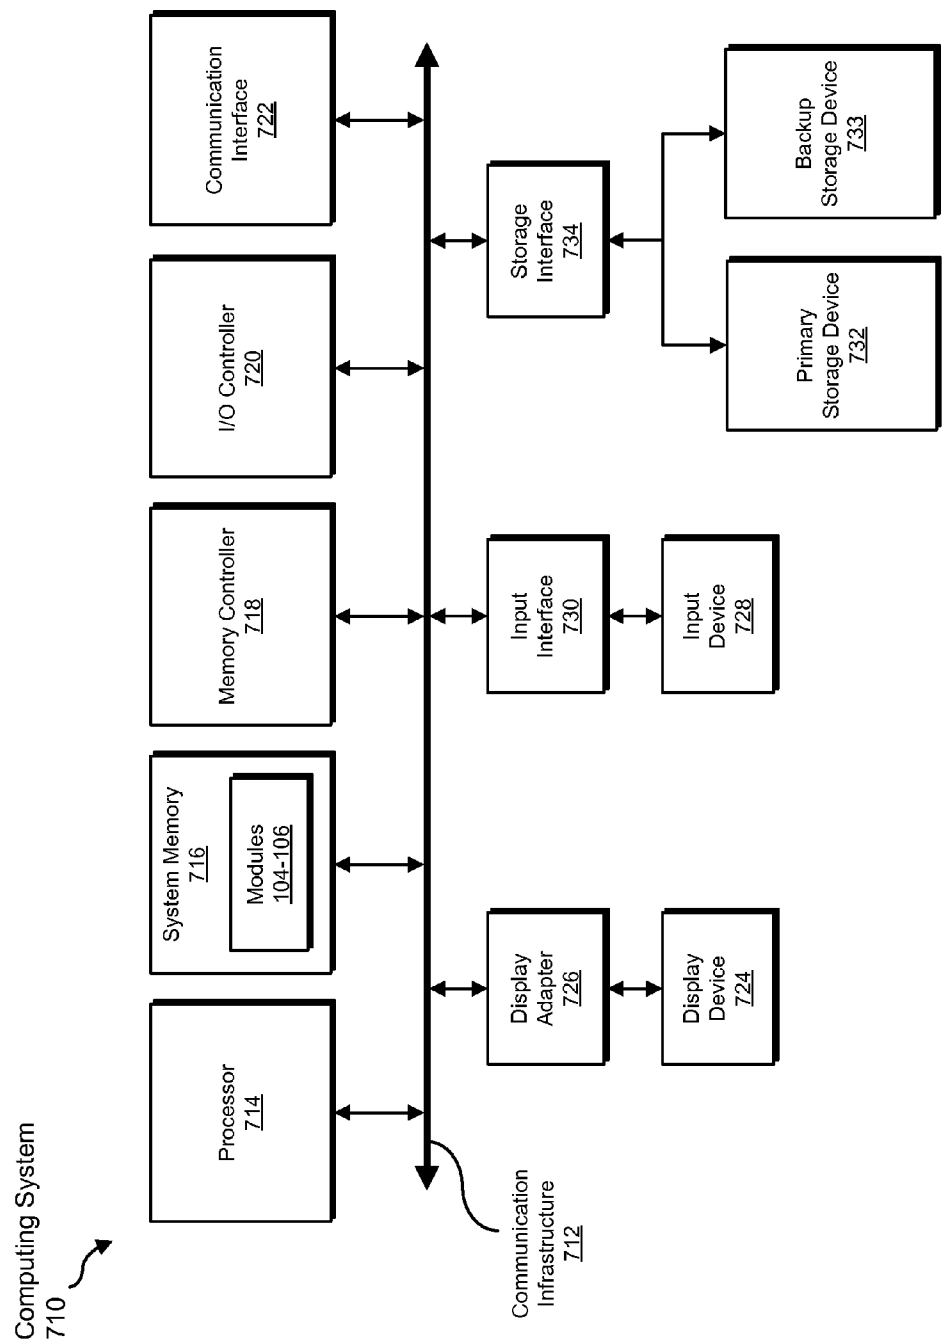 Computing System
710
Processor
714
System Memory
716
Modules
104-106
Memory Controller
718
I/O Controller
720
Communication
Interface
722
Communication
Infrastructure
712
Display
Adapter
726
Input
Interface
730
Storage
Interface
734
Display
Device
724
Input
Device
728
Primary
Storage Device
732
Backup
Storage Device
733